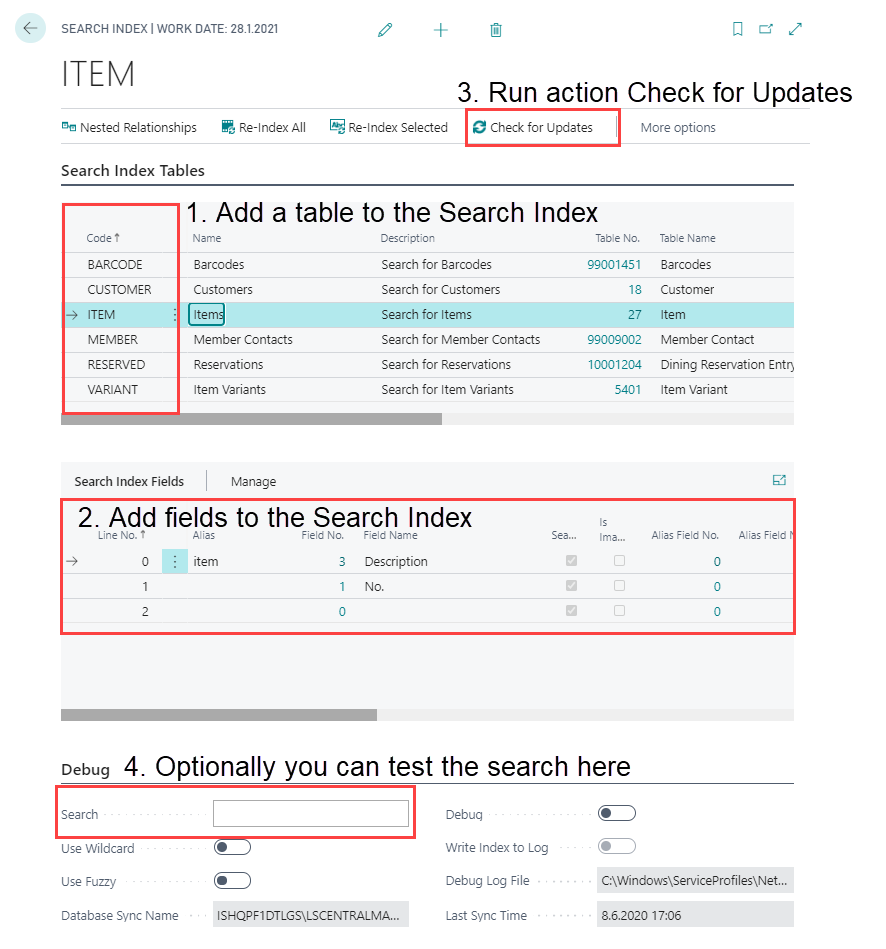 SEARCH INDEX | WORK DATE: 28.1.2021
ITEM
3. Run action Check for Updates
Nested Relationships Re-Index All Re-Index Selected Check for Updates More options
Search Index Tables
1. Add a table to the Search Index
Code↑ Name Description Table No. Table Name
BARCODE Barcodes Search for Barcodes 99001451 Barcodes
CUSTOMER Customers Search for Customers 18 Customer
→ ITEM ⋮ Items Search for Items 27 Item
MEMBER Member Contacts Search for Member Contacts 99009002 Member Contact
RESERVED Reservations Search for Reservations 10001204 Dining Reservation Entry
VARIANT Item Variants Search for Item Variants 5401 Item Variant
Search Index Fields Manage
2. Add fields to the Search Index
Line No.↑ Alias Field No. Field Name Sea... Is Ima... Alias Field No. Alias Field N
→ 0 ⋮ item 3 Description 0
1 1 No. 0
2 0 0
Debug 4. Optionally you can test the search here
Search Debug
Use Wildcard Write Index to Log
Use Fuzzy Debug Log File C:\Windows\ServiceProfiles\Net...
Database Sync Name ISHQPF1DTLGS\LSCENTRALMA... Last Sync Time 8.6.2020 17:06